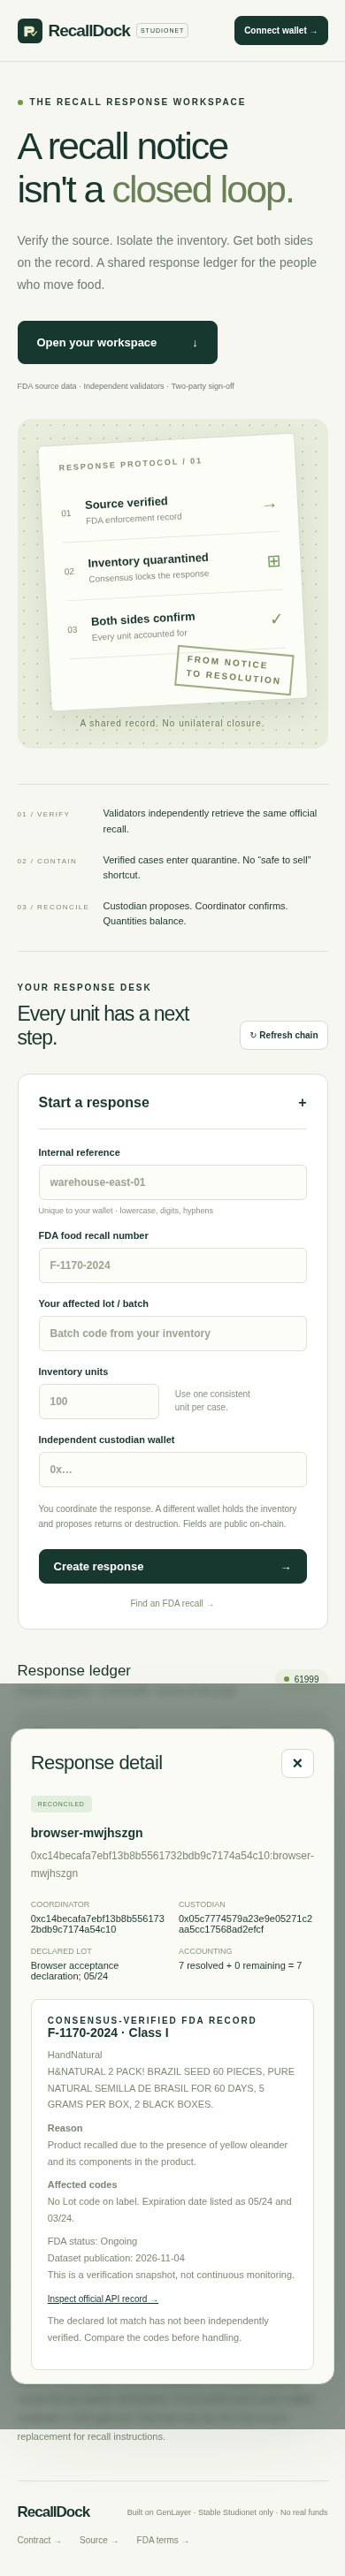 RecallDock STUDIONET
Connect wallet →
THE RECALL RESPONSE WORKSPACE
A recall notice
isn't a closed loop.
Verify the source. Isolate the inventory. Get both sides
on the record. A shared response ledger for the people
who move food.
Open your workspace ↓
FDA source data · Independent validators · Two-party sign-off
RESPONSE PROTOCOL / 01
01 Source verified →
FDA enforcement record
02 Inventory quarantined
Consensus locks the response
03 Both sides confirm ✓
Every unit accounted for
FROM NOTICE
TO RESOLUTION
A shared record. No unilateral closure.
01 / VERIFY
Validators independently retrieve the same official
recall.
02 / CONTAIN
Verified cases enter quarantine. No “safe to sell”
shortcut.
03 / RECONCILE
Custodian proposes. Coordinator confirms.
Quantities balance.
YOUR RESPONSE DESK
Every unit has a next
step.
↻ Refresh chain
Start a response +
Internal reference
warehouse-east-01
Unique to your wallet · lowercase, digits, hyphens
FDA food recall number
F-1170-2024
Your affected lot / batch
Batch code from your inventory
Inventory units
100
Use one consistent
unit per case.
Independent custodian wallet
0x…
You coordinate the response. A different wallet holds the inventory
and proposes returns or destruction. Fields are public on-chain.
Create response →
Find an FDA recall →
Response ledger
61999
Response detail ×
RECONCILED
browser-mwjhszgn
0xc14becafa7ebf13b8b5561732bdb9c7174a54c10:browser-
mwjhszgn
COORDINATOR
0xc14becafa7ebf13b8b556173
2bdb9c7174a54c10
CUSTODIAN
0x05c7774579a23e9e05271c2
aa5cc17568ad2efcf
DECLARED LOT
Browser acceptance
declaration; 05/24
ACCOUNTING
7 resolved + 0 remaining = 7
CONSENSUS-VERIFIED FDA RECORD
F-1170-2024 · Class I
HandNatural
H&NATURAL 2 PACK! BRAZIL SEED 60 PIECES, PURE
NATURAL SEMILLA DE BRASIL FOR 60 DAYS, 5
GRAMS PER BOX, 2 BLACK BOXES.
Reason
Product recalled due to the presence of yellow oleander
and its components in the product.
Affected codes
No Lot code on label. Expiration date listed as 05/24 and
03/24.
FDA status: Ongoing
Dataset publication: 2026-11-04
This is a verification snapshot, not continuous monitoring.
Inspect official API record →
The declared lot match has not been independently
verified. Compare the codes before handling.
replacement for recall instructions.
RecallDock
Built on GenLayer · Stable Studionet only · No real funds
Contract → Source → FDA terms →